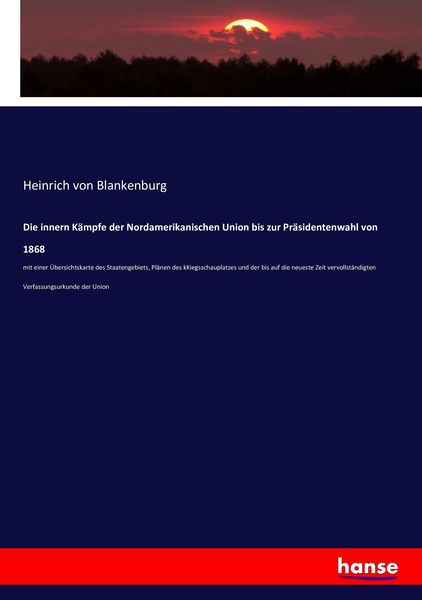 Heinrich von Blankenburg
Die innern Kämpfe der Nordamerikanischen Union bis zur Präsidentenwahl von
1868
mit einer Übersichtskarte des Staatengebiets, Plänen des kKiegsschauplatzes und der bis auf die neueste Zeit vervollständigten
Verfassungsurkunde der Union
hanse